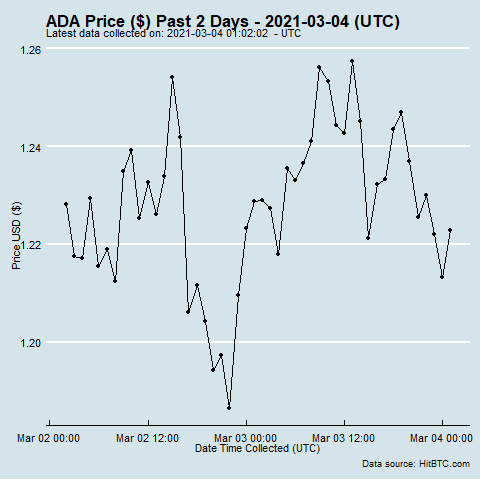 ADA Price ($) Past 2 Days - 2021-03-04 (UTC)
Latest data collected on: 2021-03-04 01:02:02  - UTC
1.26
1.24
1.22
1.20
Price USD ($)
Mar 02 00:00
Mar 02 12:00
Mar 03 00:00
Mar 03 12:00
Mar 04 00:00
Date Time Collected (UTC)
Data source: HitBTC.com